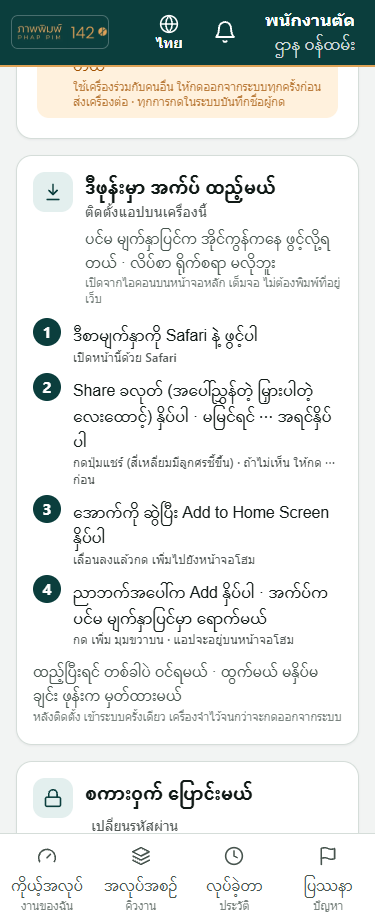 ภาพพิมพ์
PHAP PIM
142
ไทย
พนักงานตัด
ဌာန ဝန်ထမ်း
ใช้เครื่องร่วมกับคนอื่น ให้กดออกจากระบบทุกครั้งก่อน
ส่งเครื่องต่อ · ทุกการกดในระบบบันทึกชื่อผู้กด
ဒီဖုန်းမှာ အက်ပ် ထည့်မယ်
ติดตั้งแอปบนเครื่องนี้
ပင်မ မျက်နှာပြင်က အိုင်ကွန်ကနေ ဖွင့်လို့ရ
တယ် · လိပ်စာ ရိုက်စရာ မလိုဘူး
เปิดจากไอคอนบนหน้าจอหลัก เต็มจอ ไม่ต้องพิมพ์ที่อยู่
เว็บ
1
ဒီစာမျက်နှာကို Safari နဲ့ ဖွင့်ပါ
เปิดหน้านี้ด้วย Safari
2
Share ခလုတ် (အပေါ်ညွှန်တဲ့ မြှားပါတဲ့
လေးထောင့်) နှိပ်ပါ · မမြင်ရင် ··· အရင်နှိပ်
ပါ
กดปุ่มแชร์ (สี่เหลี่ยมมีลูกศรชี้ขึ้น) · ถ้าไม่เห็น ให้กด ···
ก่อน
3
အောက်ကို ဆွဲပြီး Add to Home Screen
နှိပ်ပါ
เลื่อนลงแล้วกด เพิ่มไปยังหน้าจอโฮม
4
ညာဘက်အပေါ်က Add နှိပ်ပါ · အက်ပ်က
ပင်မ မျက်နှာပြင်မှာ ရောက်မယ်
กด เพิ่ม มุมขวาบน · แอปจะอยู่บนหน้าจอโฮม
ထည့်ပြီးရင် တစ်ခါပဲ ဝင်ရမယ် · ထွက်မယ် မနှိပ်မ
ချင်း ဖုန်းက မှတ်ထားမယ်
หลังติดตั้ง เข้าระบบครั้งเดียว เครื่องจำไว้จนกว่าจะกดออกจากระบบ
စကားဝှက် ပြောင်းမယ်
เปลี่ยนรหัสผ่าน
ကိုယ့်အလုပ်
งานของฉัน
အလုပ်အစဉ်
คิวงาน
လုပ်ခဲ့တာ
ประวัติ
ပြဿနာ
ปัญหา